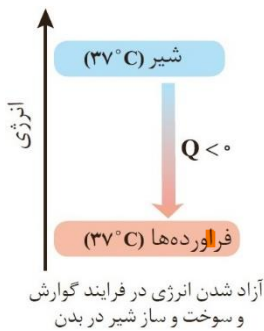 انرژی
شیر (۳۷°C)
Q < ۰
فراورده‌ها (۳۷°C)
آزاد شدن انرژی در فرایند گوارش
و سوخت و ساز شیر در بدن